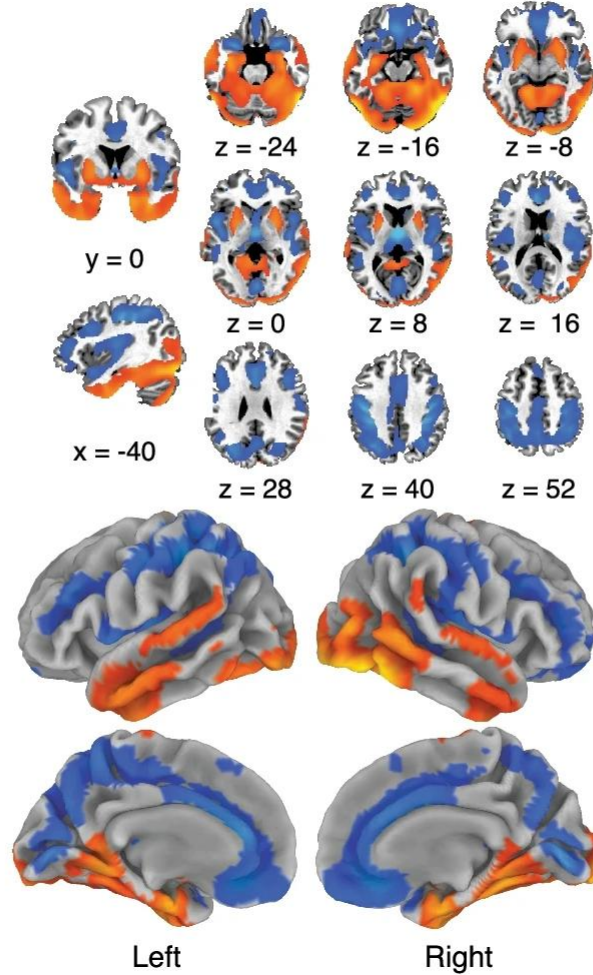 z = -24 z = -16 z = -8
y = 0
z = 0 z = 8 z = 16
x = -40
z = 28 z = 40 z = 52
Left Right